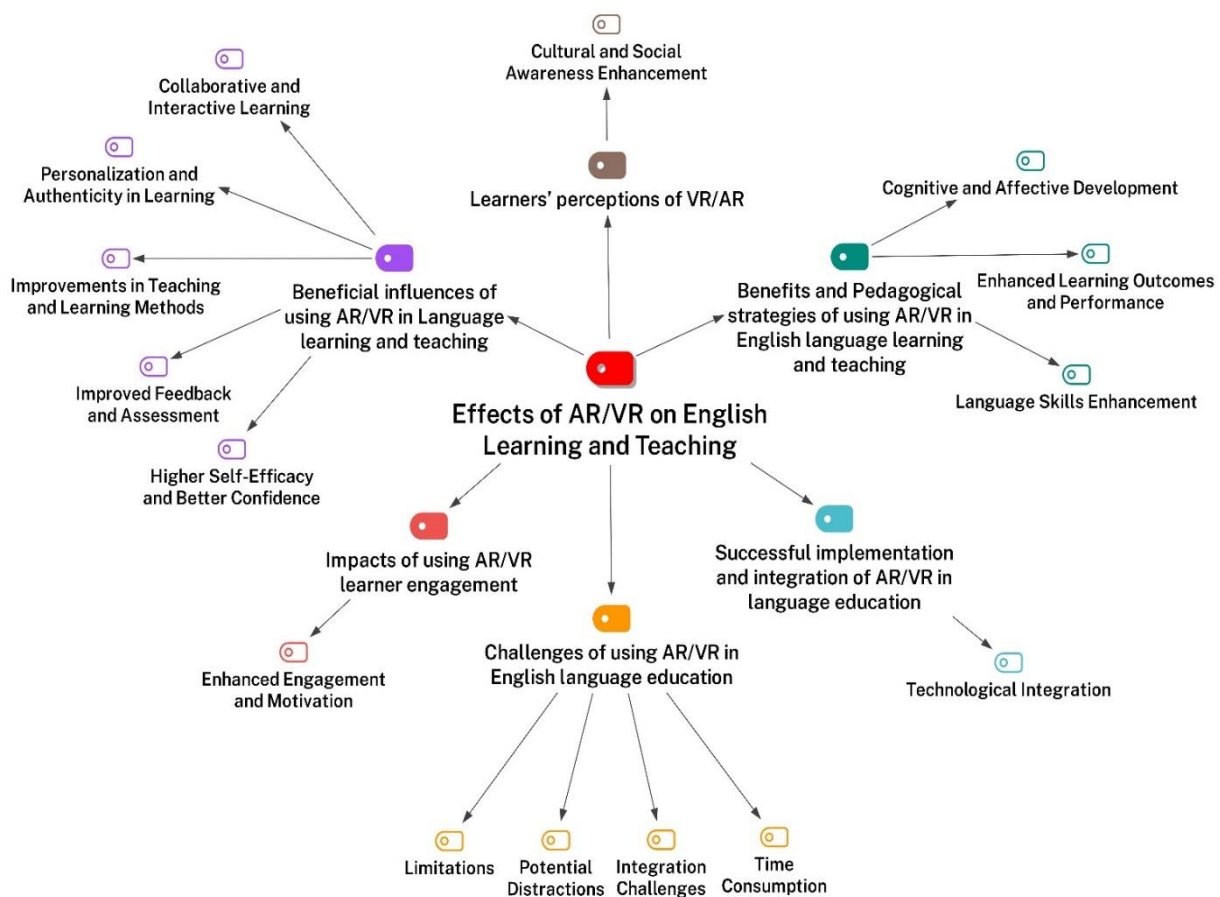 Cultural and Social
Awareness Enhancement
Collaborative and
Interactive Learning
Personalization and
Authenticity in Learning
Learners' perceptions of VR/AR
Cognitive and Affective Development
Improvements in Teaching
and Learning Methods
Beneficial influences of
using AR/VR in Language
learning and teaching
Benefits and Pedagogical
strategies of using AR/VR in
English language learning
and teaching
Enhanced Learning Outcomes
and Performance
Improved Feedback
and Assessment
Language Skills Enhancement
Effects of AR/VR on English
Learning and Teaching
Higher Self-Efficacy
and Better Confidence
Impacts of using AR/VR
learner engagement
Successful implementation
and integration of AR/VR in
language education
Challenges of using AR/VR in
English language education
Enhanced Engagement
and Motivation
Technological Integration
Limitations
Potential
Distractions
Integration
Challenges
Time
Consumption